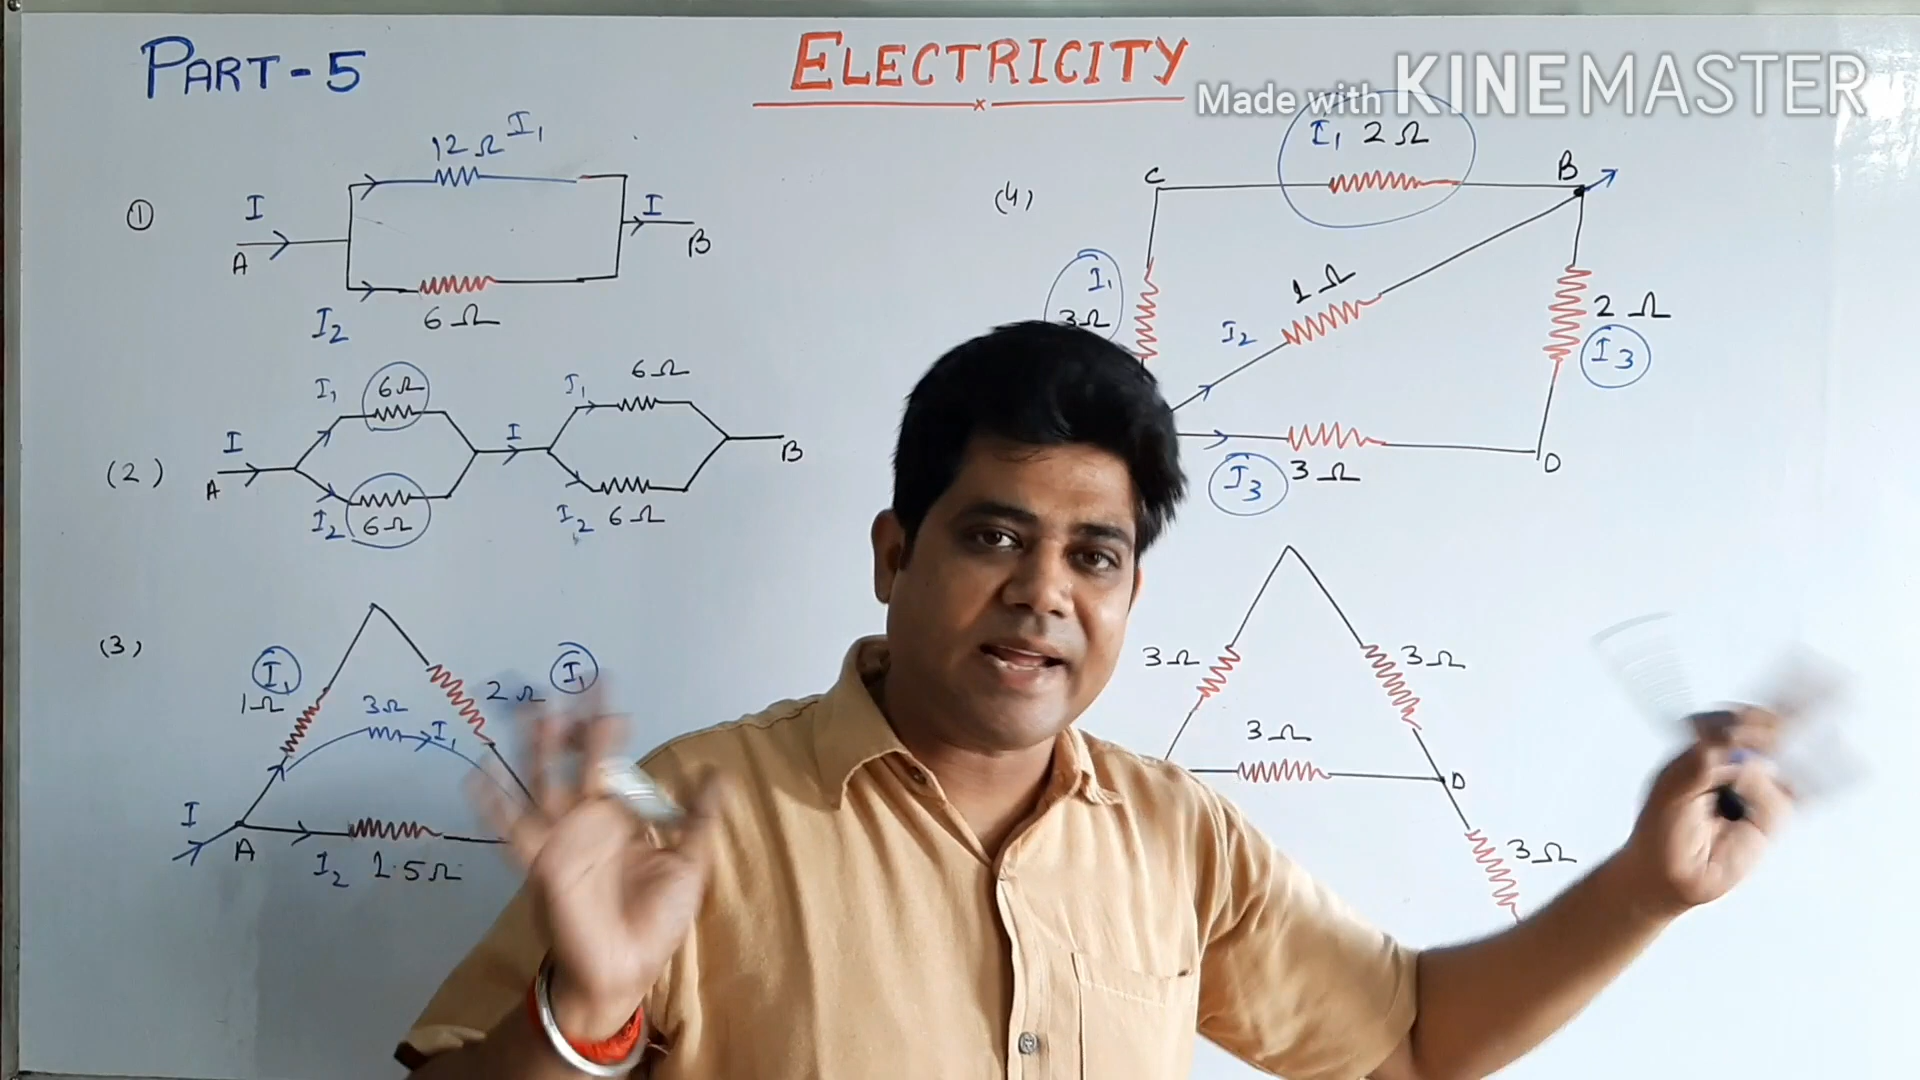 PART-5
ELECTRICITY
Made with KINEMASTER
①
12Ω I₁
I
A
I
B
I₂
6Ω
(2)
I₁ 6Ω
I
A
I₂ 6Ω
I
I₁ 6Ω
I₂ 6Ω
B
(3)
I₁
1Ω
3Ω
I₁
2Ω I₁
I
A
I₂ 1.5Ω
(4)
C
I₁ 2Ω
B
I₁
3Ω
I₂
1Ω
2Ω
I₃
I₃ 3Ω
D
3Ω
3Ω
3Ω
D
3Ω